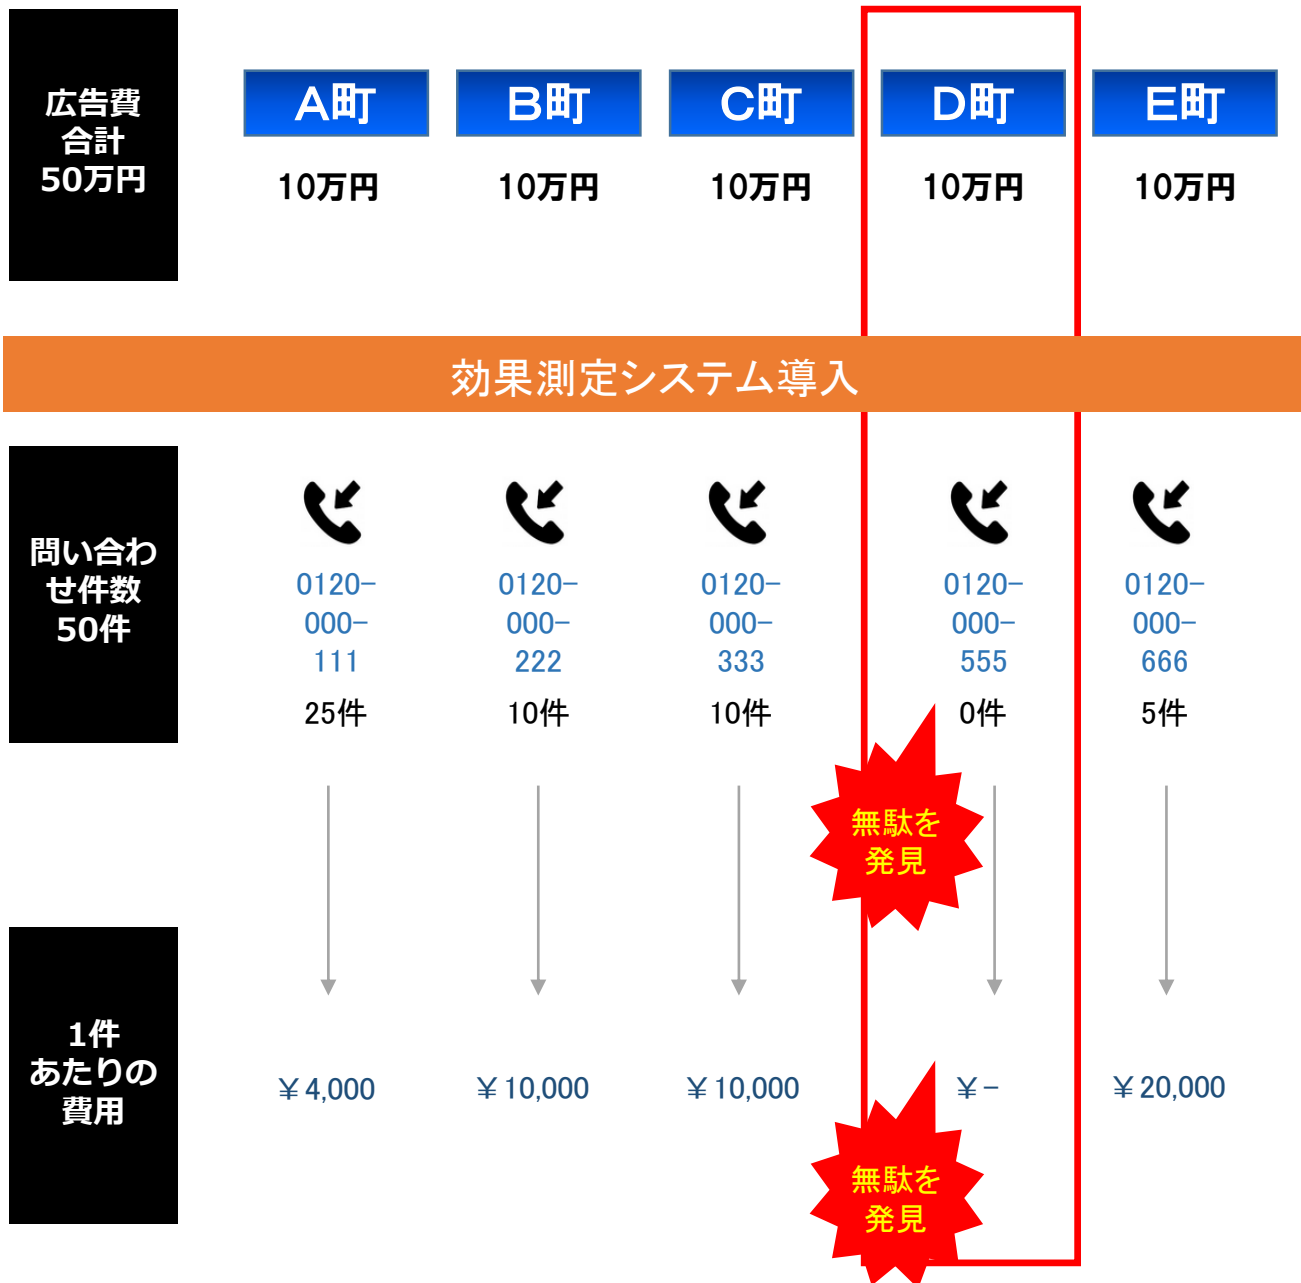 広告費
合計
50万円
A町
B町
C町
D町
E町
10万円
10万円
10万円
10万円
10万円
効果測定システム導入
問い合わ
せ件数
50件
0120-
000-
111
25件
0120-
000-
222
10件
0120-
000-
333
10件
0120-
000-
555
0件
0120-
000-
666
5件
無駄を
発見
1件
あたりの
費用
￥4,000
￥10,000
￥10,000
￥-
￥20,000
無駄を
発見